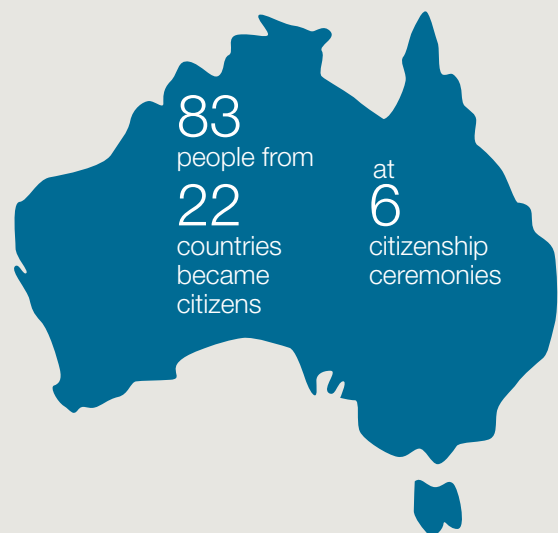 83
people from
22
countries
became
citizens
at
6
citizenship
ceremonies